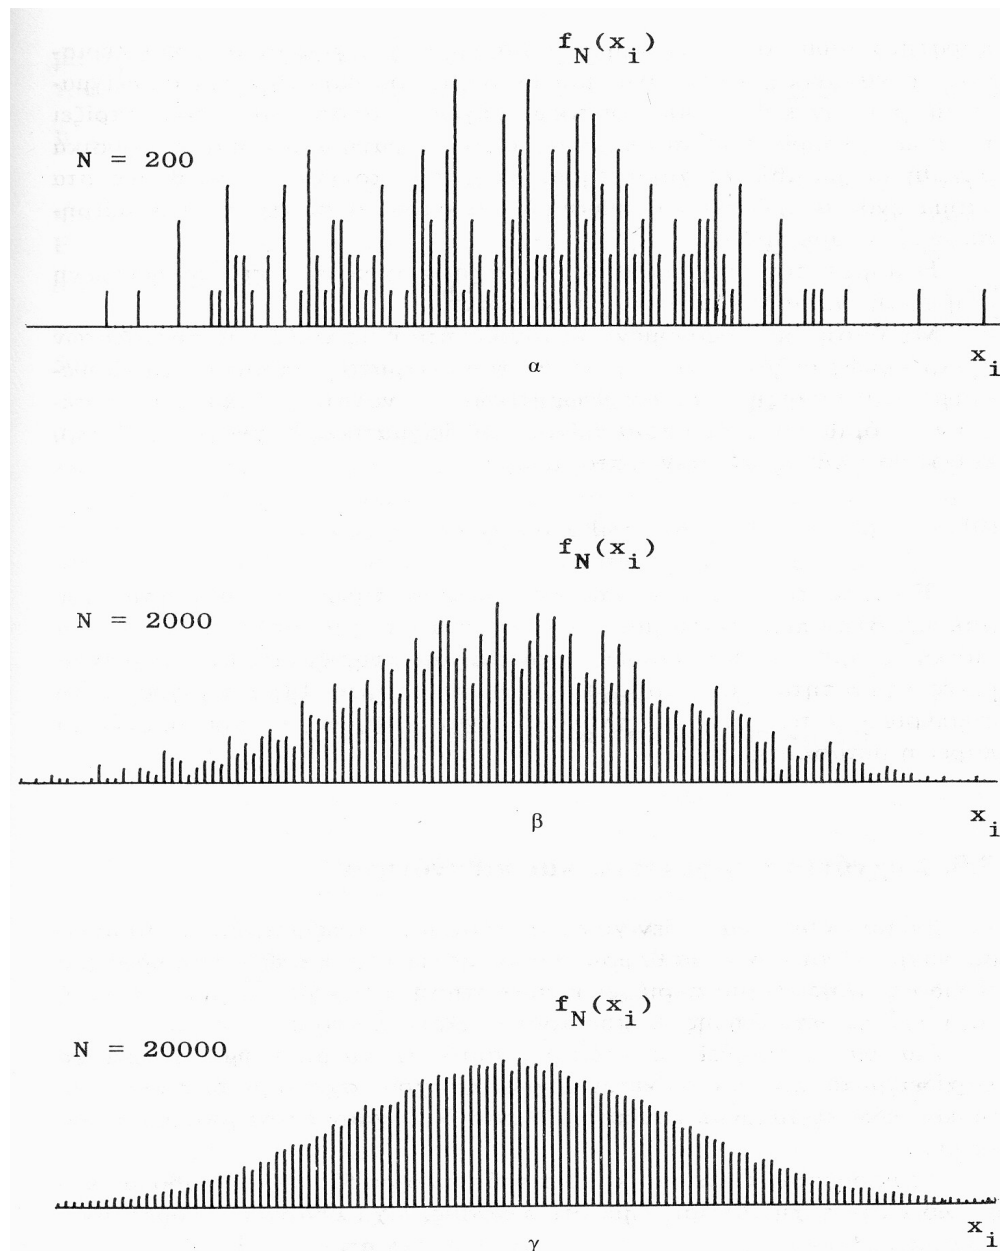 f_N(x_i)
N = 200
x_i
α
f_N(x_i)
N = 2000
x_i
β
f_N(x_i)
N = 20000
x_i
γ